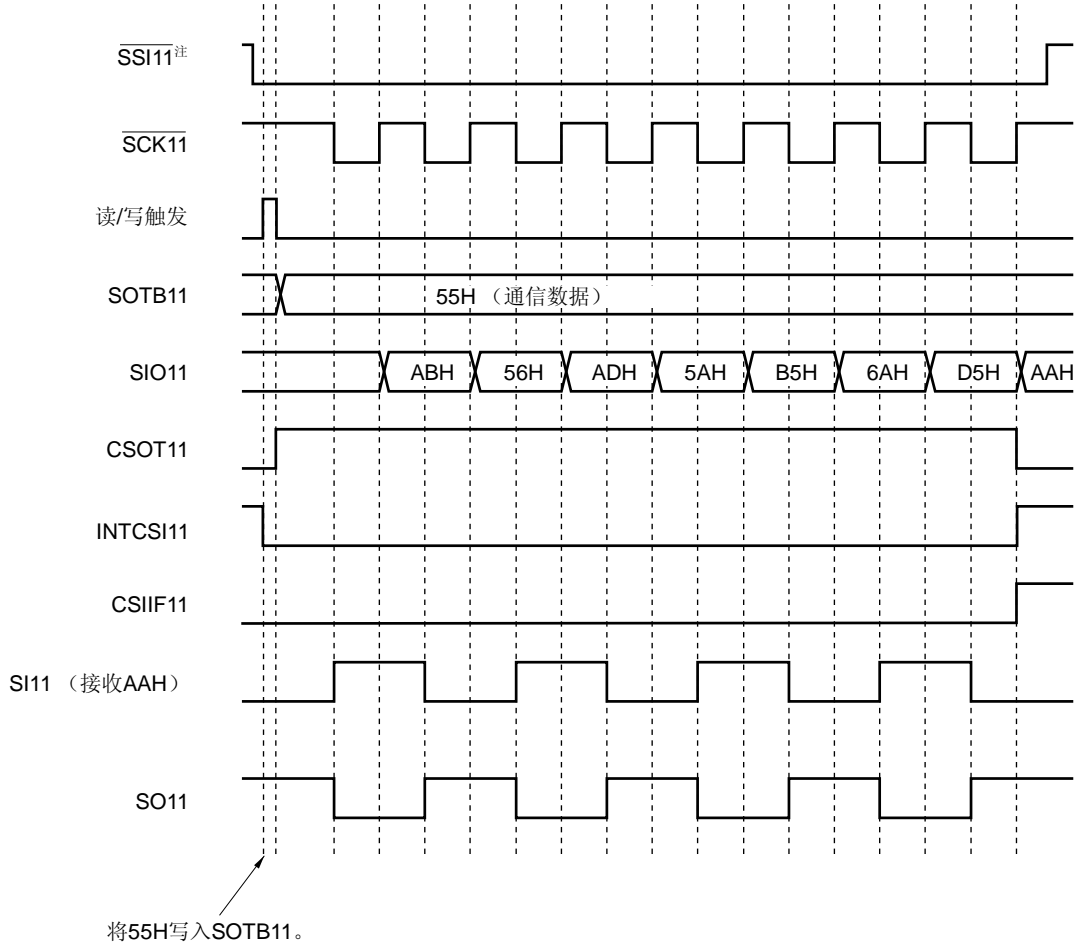 SSI11注
SCK11
读/写触发
SOTB11
55H （通信数据）
SIO11
ABH 56H ADH 5AH B5H 6AH D5H AAH
CSOT11
INTCSI11
CSIIF11
SI11 （接收AAH）
SO11
将55H写入SOTB11。